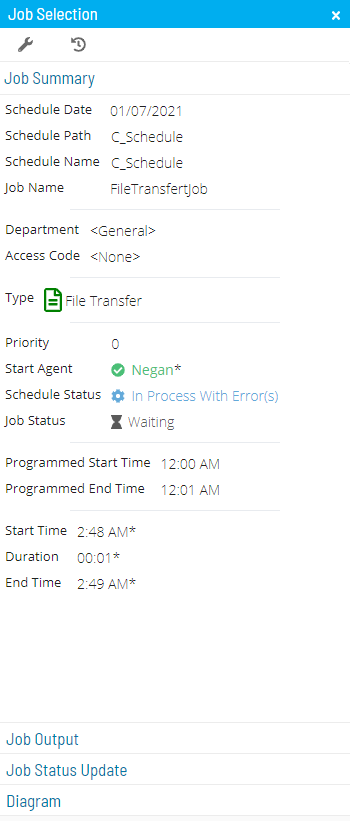 Job Selection ×
Job Summary
Schedule Date 01/07/2021
Schedule Path C_Schedule
Schedule Name C_Schedule
Job Name FileTransfertJob
Department <General>
Access Code <None>
Type File Transfer
Priority 0
Start Agent Negan*
Schedule Status In Process With Error(s)
Job Status Waiting
Programmed Start Time 12:00 AM
Programmed End Time 12:01 AM
Start Time 2:48 AM*
Duration 00:01*
End Time 2:49 AM*
Job Output
Job Status Update
Diagram